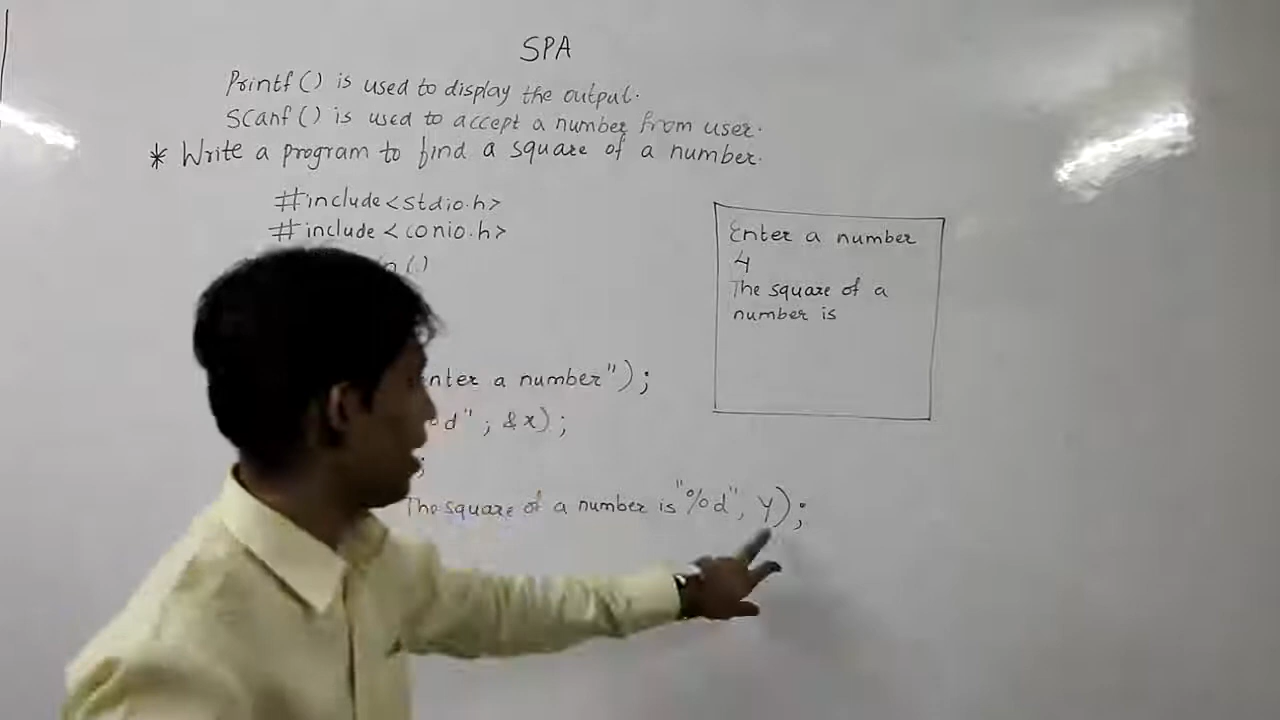 SPA
Printf() is used to display the output.
Scanf() is used to accept a number from user.
* Write a program to find a square of a number.
#include<stdio.h>
#include<conio.h>
n()
nter a number");
d" ; &x);
;
The square of a number is "%d", y);
Enter a number
4
The square of a
number is